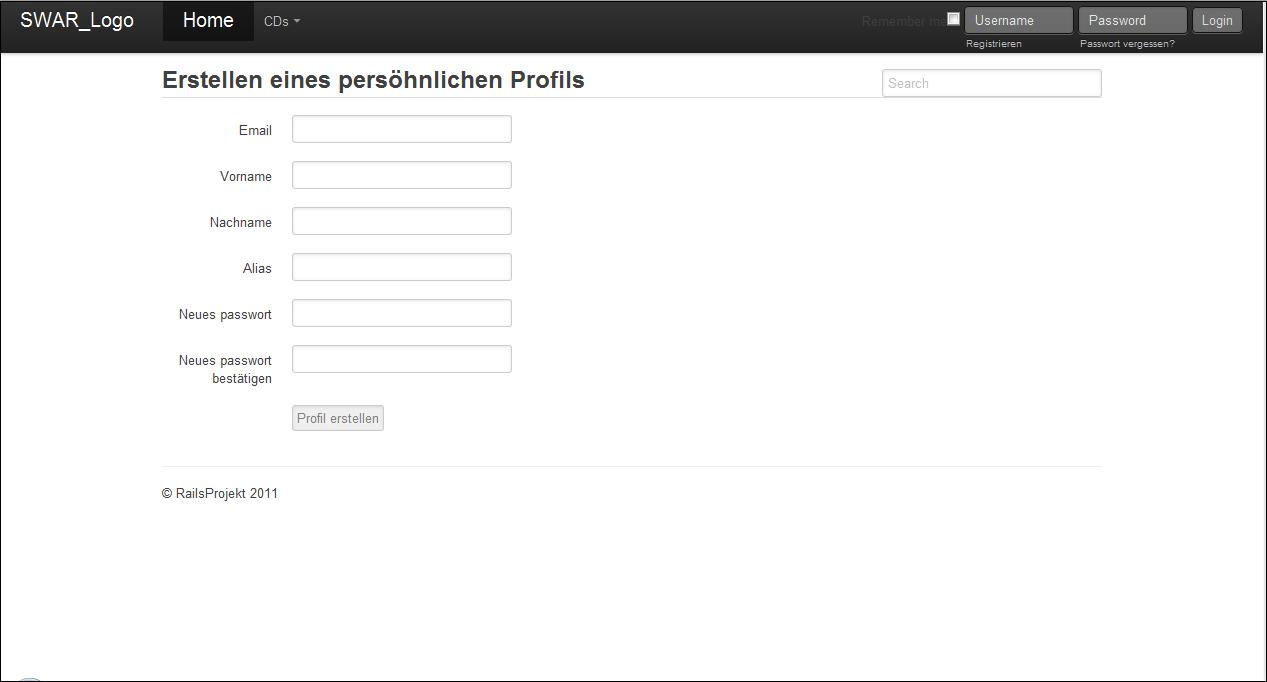 SWAR_Logo Home CDs Remember me Username Password Login
Registrieren Passwort vergessen?
Erstellen eines persöhnlichen Profils Search
Email
Vorname
Nachname
Alias
Neues passwort
Neues passwort
bestätigen
Profil erstellen
© RailsProjekt 2011